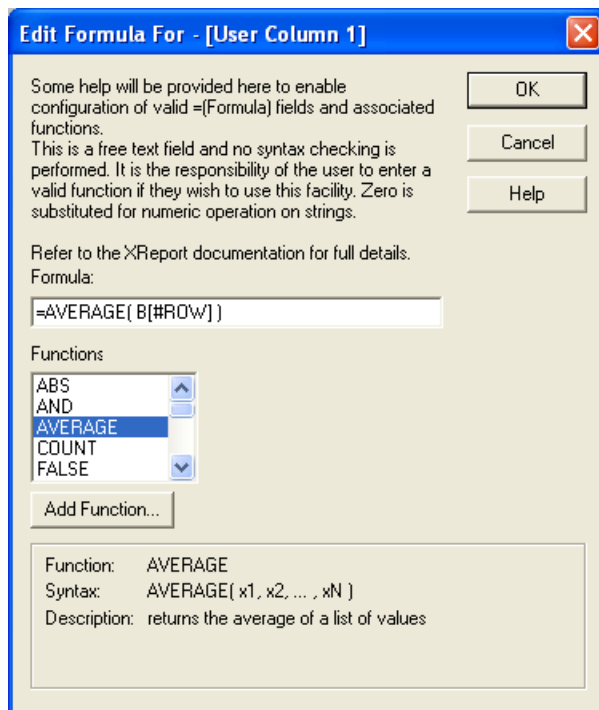 Edit Formula For - [User Column 1]
Some help will be provided here to enable
configuration of valid =(Formula) fields and associated
functions.
This is a free text field and no syntax checking is
performed. It is the responsibility of the user to enter a
valid function if they wish to use this facility. Zero is
substituted for numeric operation on strings.
Refer to the XReport documentation for full details.
Formula:
=AVERAGE( B[#ROW] )
Functions
ABS
AND
AVERAGE
COUNT
FALSE
Add Function...
Function: AVERAGE
Syntax: AVERAGE( x1, x2, ... , xN )
Description: returns the average of a list of values
OK
Cancel
Help